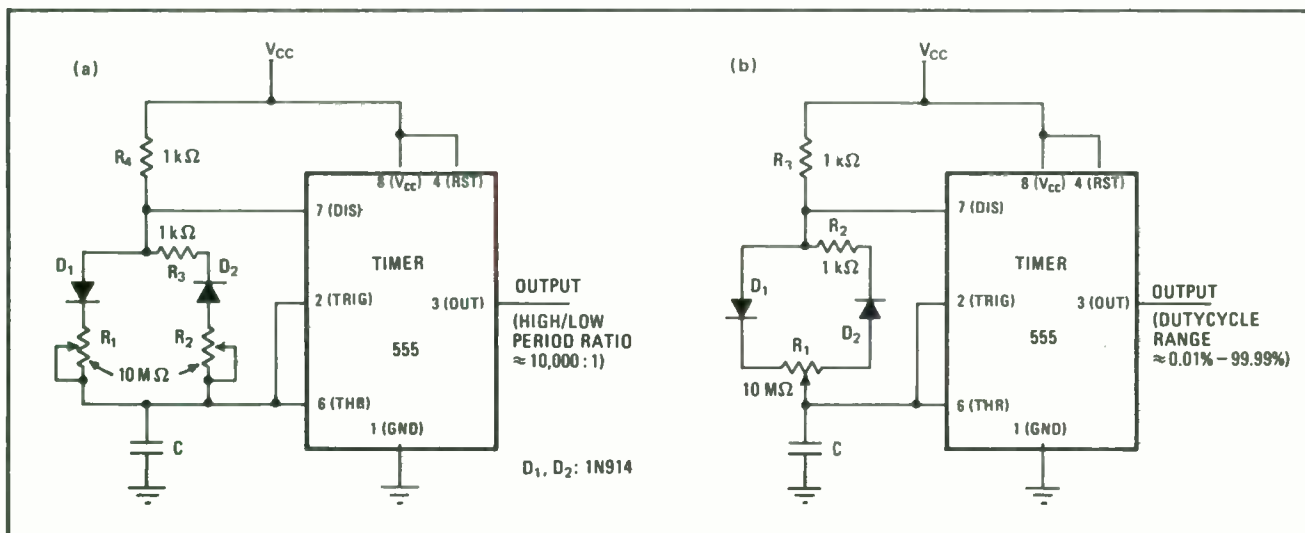 (a)
VCC
R4
1 kΩ
8 (Vcc)
4 (RST)
7 (DIS)
1 kΩ
R3
D1
D2
TIMER
2 (TRIG)
3 (OUT)
OUTPUT
(HIGH/LOW
PERIOD RATIO
≈ 10,000 : 1)
R1
R2
10 MΩ
555
6 (THR)
1 (GND)
C
D1, D2: 1N914
(b)
VCC
R3
1 kΩ
8 (Vcc)
4 (RST)
7 (DIS)
R2
1 kΩ
D1
D2
TIMER
2 (TRIG)
3 (OUT)
OUTPUT
(DUTYCYCLE
RANGE
≈ 0.01% – 99.99%)
R1
10 MΩ
555
6 (THR)
1 (GND)
C